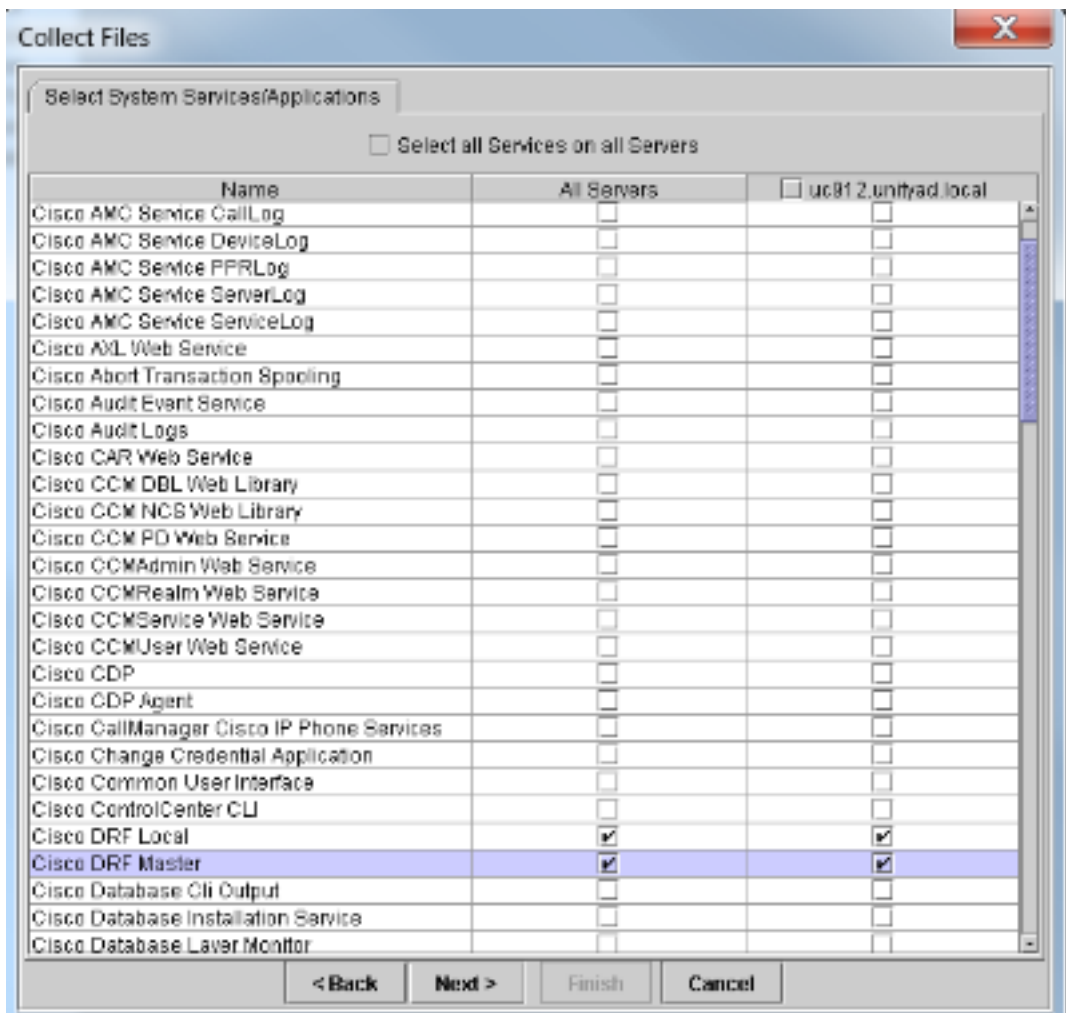 Collect Files
Select System Services/Applications
Select all Services on all Servers
Name All Servers uc912.unityad.local
Cisco AMC Service CallLog
Cisco AMC Service DeviceLog
Cisco AMC Service PPRLog
Cisco AMC Service ServerLog
Cisco AMC Service ServiceLog
Cisco AXL Web Service
Cisco Abort Transaction Spooling
Cisco Audit Event Service
Cisco Audit Logs
Cisco CAR Web Service
Cisco CCM DBL Web Library
Cisco CCM NCS Web Library
Cisco CCM PD Web Service
Cisco CCMAdmin Web Service
Cisco CCMRealm Web Service
Cisco CCMService Web Service
Cisco CCMUser Web Service
Cisco CDP
Cisco CDP Agent
Cisco CallManager Cisco IP Phone Services
Cisco Change Credential Application
Cisco Common User Interface
Cisco ControlCenter CLI
Cisco DRF Local
Cisco DRF Master
Cisco Database Cli Output
Cisco Database Installation Service
Cisco Database Layer Monitor
< Back Next > Finish Cancel